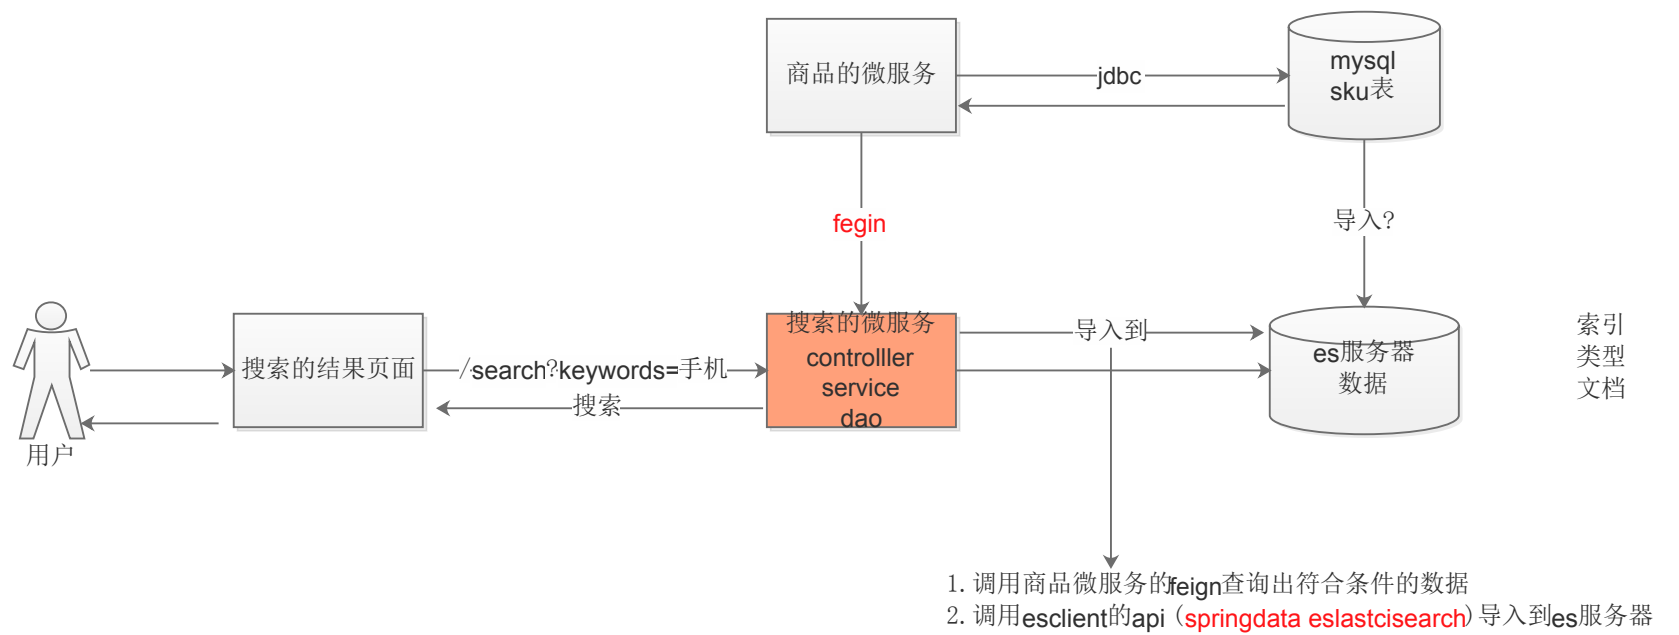 商品的微服务
jdbc
mysql
sku表
fegin
导入?
用户
搜索的结果页面
/search?keywords=手机
搜索
搜索的微服务
controlller
service
dao
导入到
es服务器
数据
索引
类型
文档
1.调用商品微服务的feign查询出符合条件的数据
2.调用esclient的api（springdata eslastcisearch）导入到es服务器